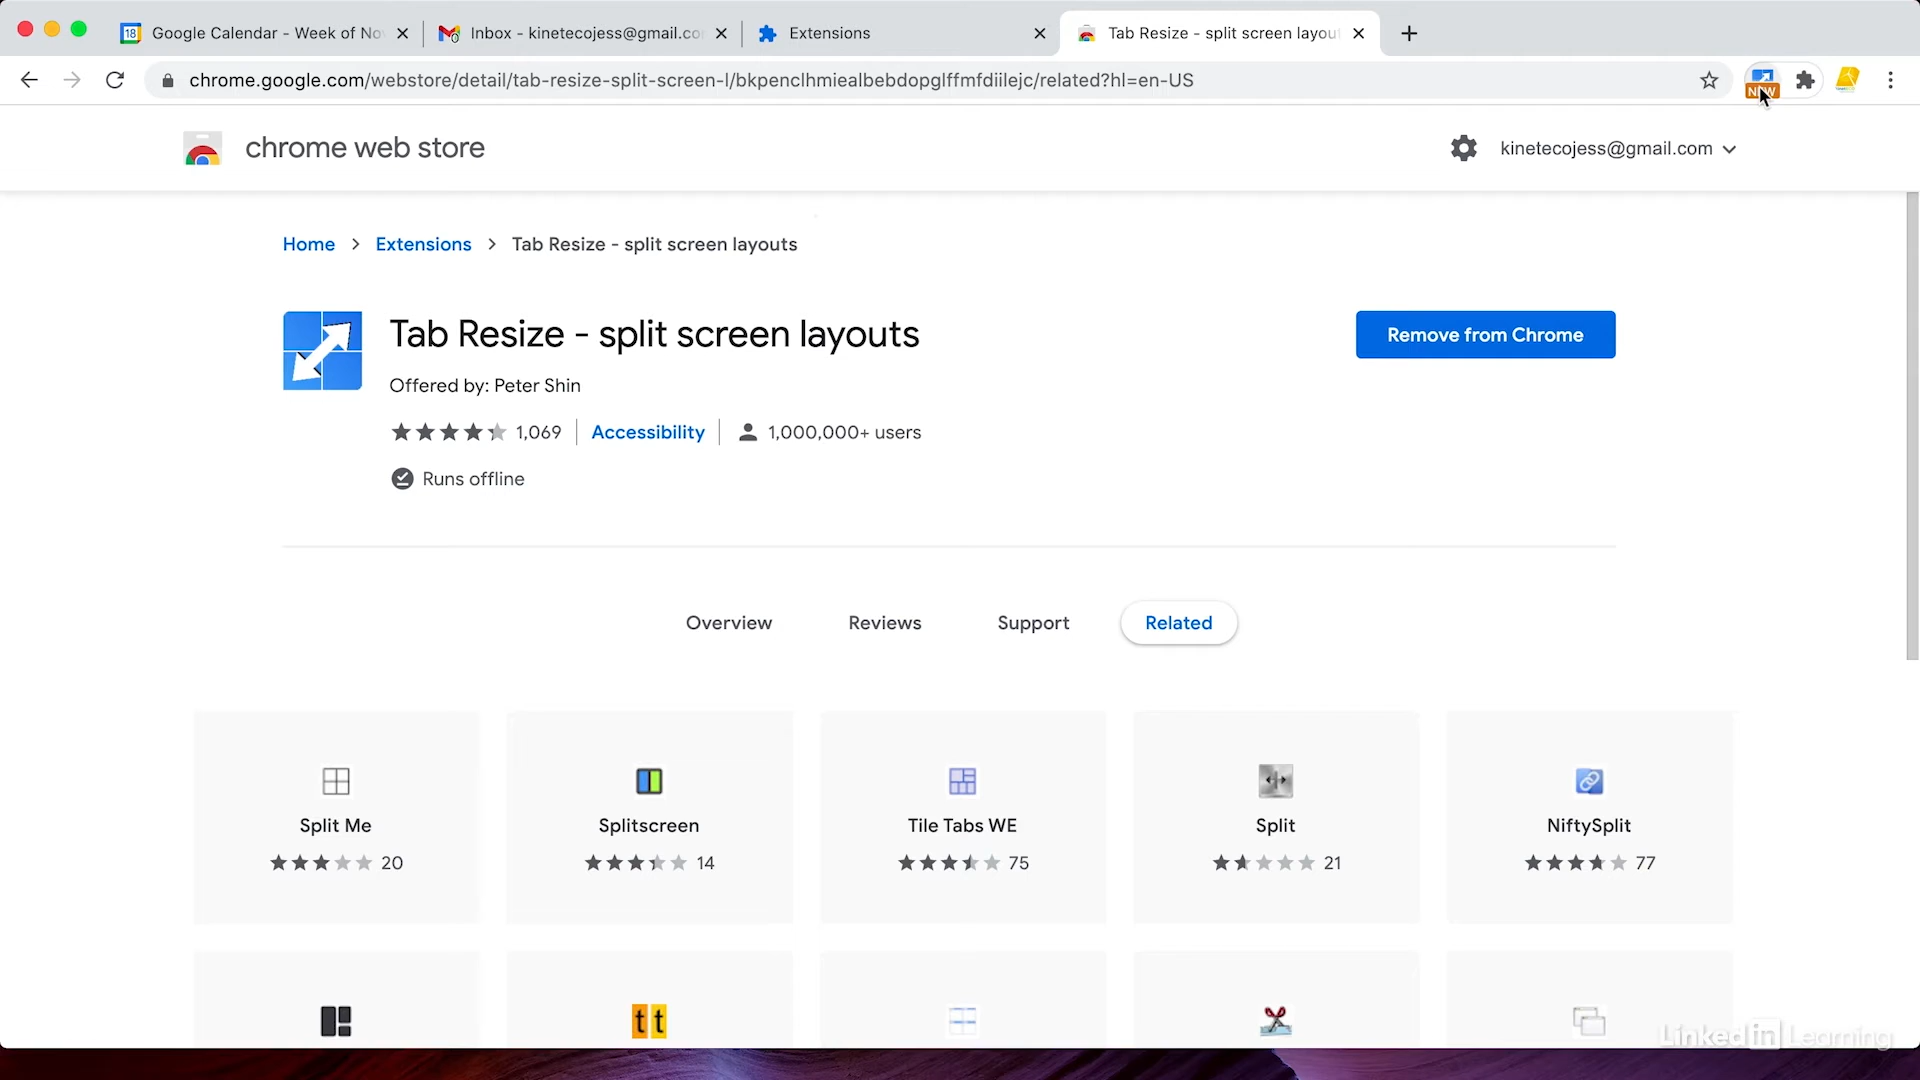 18 Google Calendar - Week of No
Inbox - kinetecojess@gmail.co
Extensions
Tab Resize - split screen layou
chrome.google.com/webstore/detail/tab-resize-split-screen-l/bkpenclhmiealbebdopglffmfdiilejc/related?hl=en-US
NEW
chrome web store
kinetecojess@gmail.com
Home > Extensions > Tab Resize - split screen layouts
Tab Resize - split screen layouts
Remove from Chrome
Offered by: Peter Shin
1,069
Accessibility
1,000,000+ users
Runs offline
Overview
Reviews
Support
Related
Split Me
Splitscreen
Tile Tabs WE
Split
NiftySplit
20
14
75
21
77
tt
LinkedIn Learning